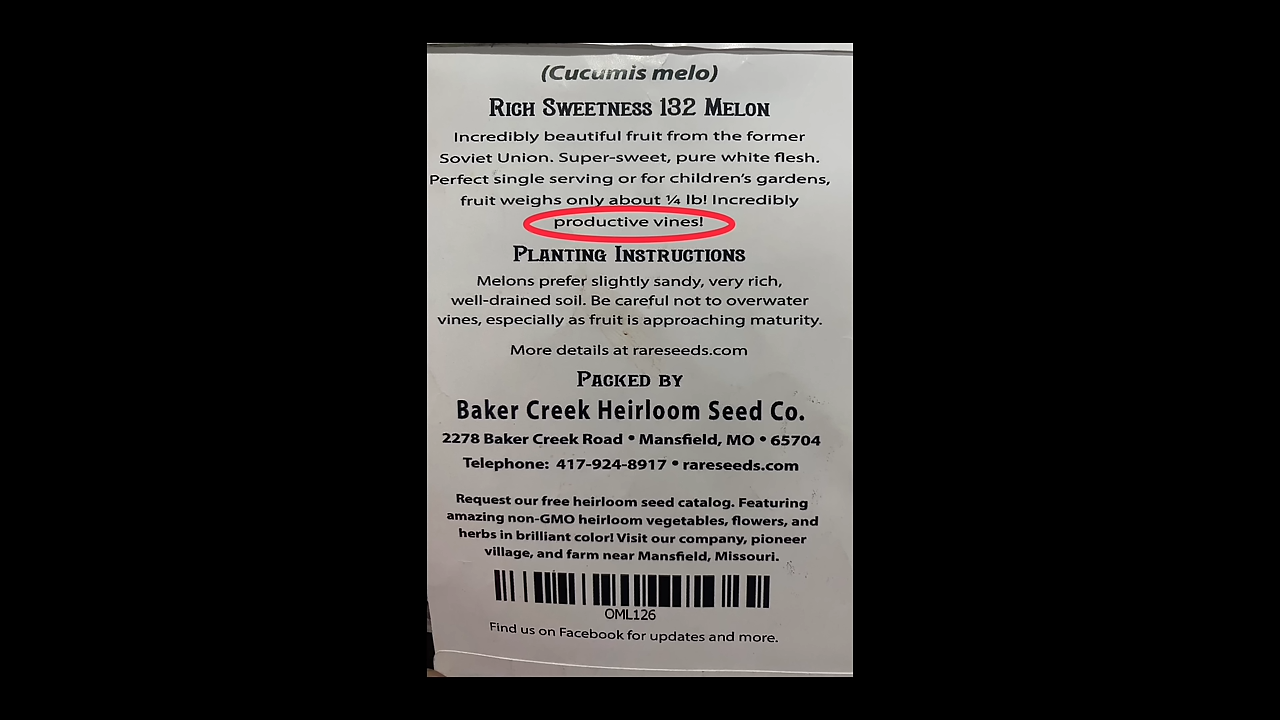 (Cucumis melo)
Rich Sweetness 132 Melon
Incredibly beautiful fruit from the former
Soviet Union. Super-sweet, pure white flesh.
Perfect single serving or for children's gardens,
fruit weighs only about ¼ lb! Incredibly
productive vines!
Planting Instructions
Melons prefer slightly sandy, very rich,
well-drained soil. Be careful not to overwater
vines, especially as fruit is approaching maturity.
More details at rareseeds.com
Packed by
Baker Creek Heirloom Seed Co.
2278 Baker Creek Road • Mansfield, MO • 65704
Telephone: 417-924-8917 • rareseeds.com
Request our free heirloom seed catalog. Featuring
amazing non-GMO heirloom vegetables, flowers, and
herbs in brilliant color! Visit our company, pioneer
village, and farm near Mansfield, Missouri.
OML126
Find us on Facebook for updates and more.